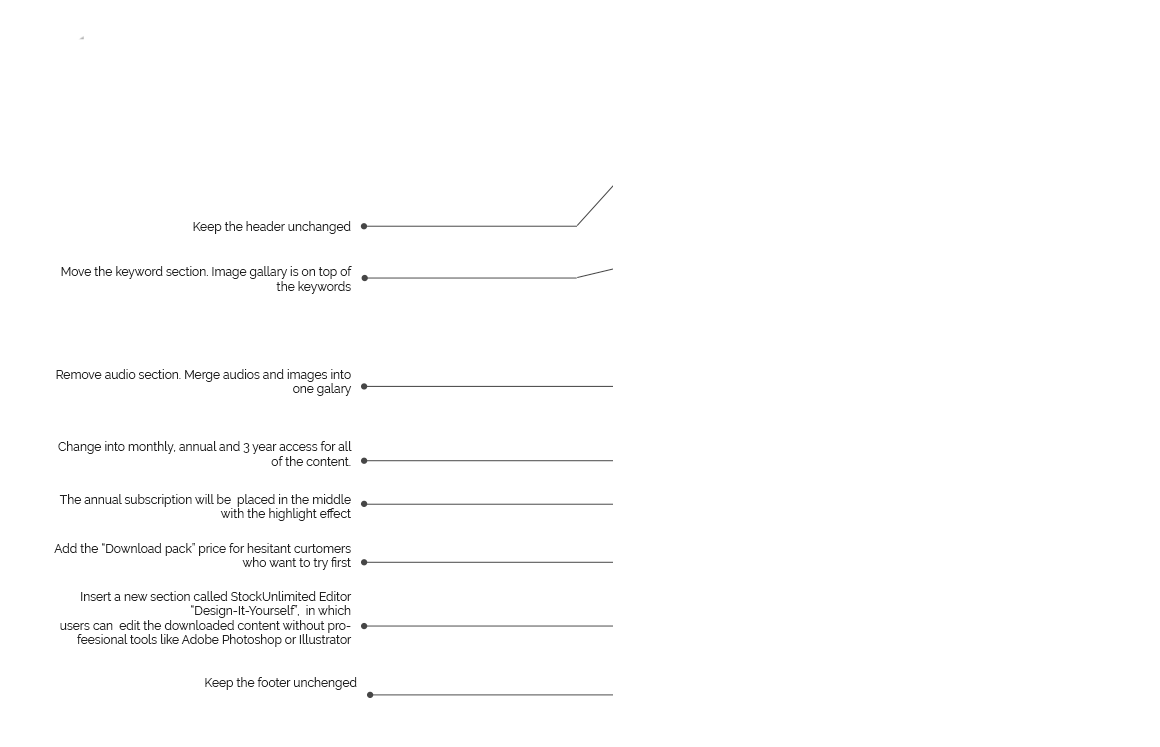 Keep the header unchanged
Move the keyword section. Image gallary is on top of
the keywords
Remove audio section. Merge audios and images into
one galary
Change into monthly, annual and 3 year access for all
of the content.
The annual subscription will be  placed in the middle
with the highlight effect
Add the “Download pack” price for hesitant curtomers
who want to try first
Insert a new section called StockUnlimited Editor
“Design-It-Yourself”,  in which
users can  edit the downloaded content without pro-
feesional tools like Adobe Photoshop or Illustrator
Keep the footer unchenged